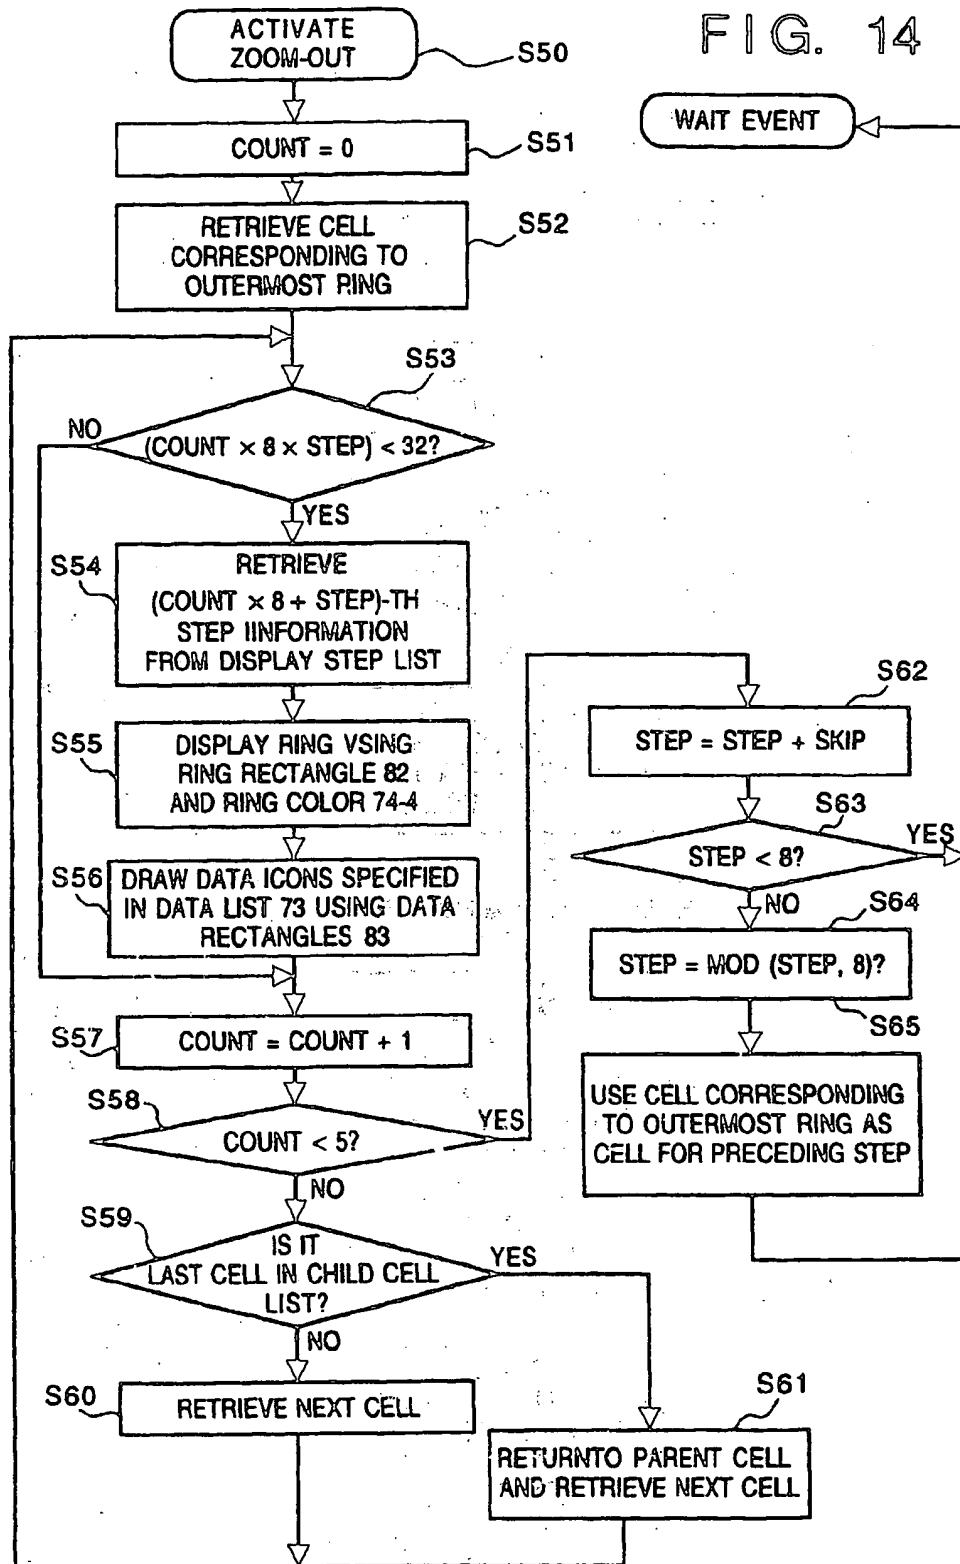 FIG. 14
ACTIVATE
ZOOM-OUT
S50
WAIT EVENT
COUNT = 0
S51
RETRIEVE CELL
CORRESPONDING TO
OUTERMOST RING
S52
S53
NO
(COUNT × 8 × STEP) < 32?
YES
S54
RETRIEVE
(COUNT × 8 + STEP)-TH
STEP IINFORMATION
FROM DISPLAY STEP LIST
S55
DISPLAY RING VSING
RING RECTANGLE 82
AND RING COLOR 74-4
S56
DRAW DATA ICONS SPECIFIED
IN DATA LIST 73 USING DATA
RECTANGLES 83
S57
COUNT = COUNT + 1
S58
COUNT < 5?
YES
NO
S59
IS IT
LAST CELL IN CHILD CELL
LIST?
YES
NO
S60
RETRIEVE NEXT CELL
S61
RETURNTO PARENT CELL
AND RETRIEVE NEXT CELL
S62
STEP = STEP + SKIP
S63
STEP < 8?
YES
NO
S64
STEP = MOD (STEP, 8)?
S65
USE CELL CORRESPONDING
TO OUTERMOST RING AS
CELL FOR PRECEDING STEP